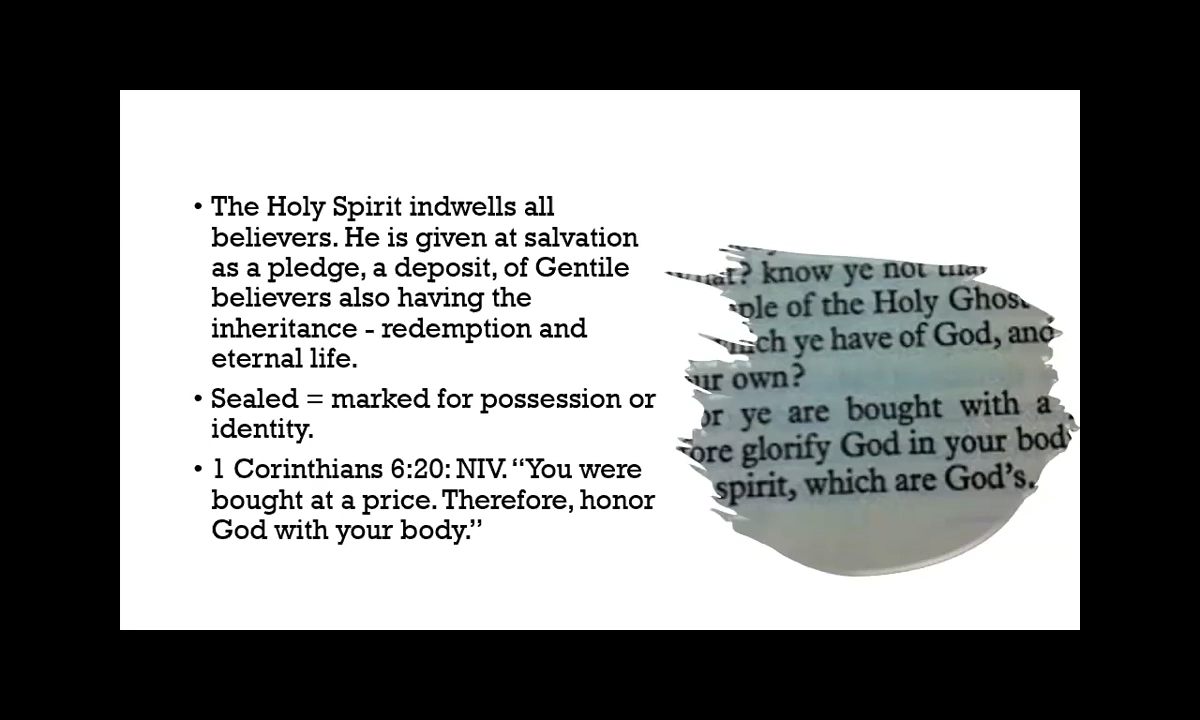 • The Holy Spirit indwells all
believers. He is given at salvation
as a pledge, a deposit, of Gentile
believers also having the
inheritance - redemption and
eternal life.
• Sealed = marked for possession or
identity.
• 1 Corinthians 6:20: NIV. “You were
bought at a price. Therefore, honor
God with your body.”
know ye not
of the Holy
ye have of God, and
own?
ye are bought with a
glorify God in your
spirit, which are God's.